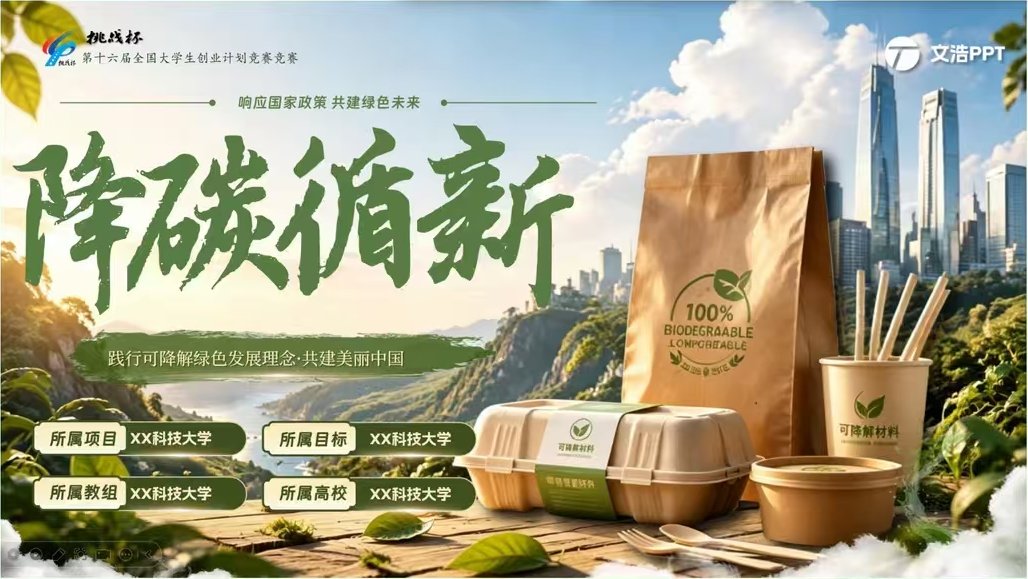 挑战杯
挑战杯
第十六届全国大学生创业计划竞赛竞赛
文浩PPT
响应国家政策 共建绿色未来
降碳循新
践行可降解绿色发展理念·共建美丽中国
所属项目 XX科技大学
所属目标 XX科技大学
所属教组 XX科技大学
所属高校 XX科技大学
100%
BIODEGRAABLE
可降解材料
可降解材料